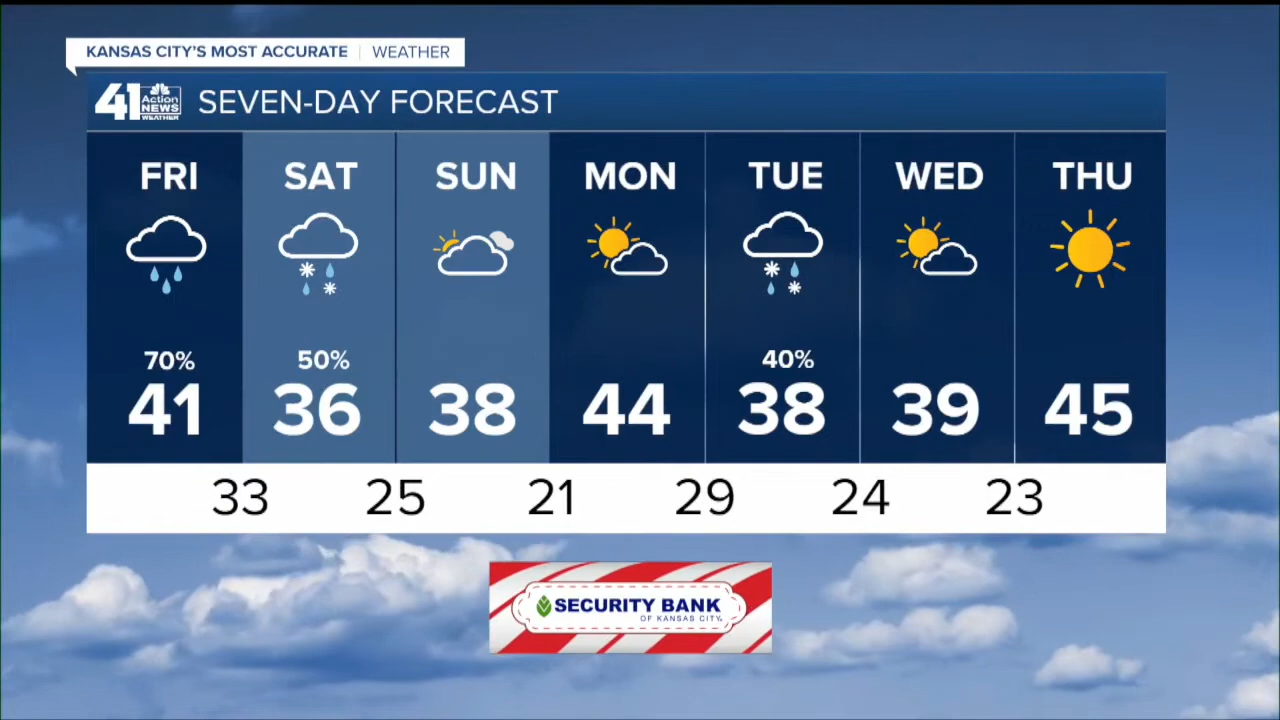 KANSAS CITY'S MOST ACCURATE | WEATHER
41 Action NEWS WEATHER SEVEN-DAY FORECAST
FRI SAT SUN MON TUE WED THU
70% 50% 40%
41 36 38 44 38 39 45
33 25 21 29 24 23
SECURITY BANK
OF KANSAS CITY